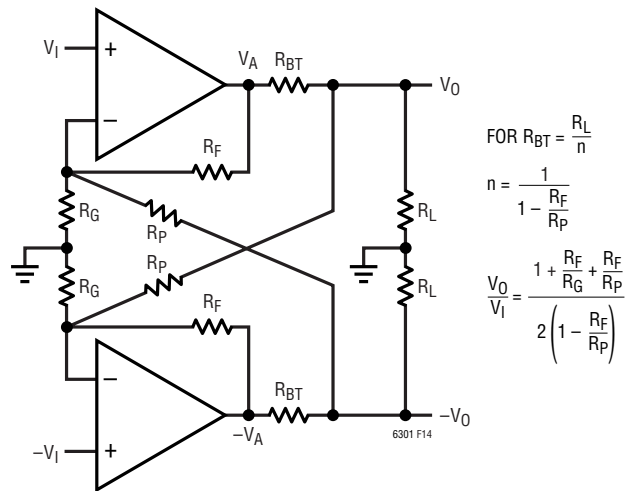 V_I
+
V_A
R_BT
V_O
−
R_F
R_G
R_P
R_L
FOR R_BT = R_L / n
n = 1 / (1 − R_F / R_P)
V_O / V_I = (1 + R_F / R_G + R_F / R_P) / (2 (1 − R_F / R_P))
R_P
R_G
R_L
R_F
−
R_BT
−V_O
−V_A
6301 F14
−V_I
+